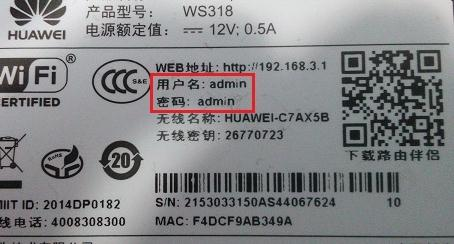 HUAWEI
产品型号: WS318
电源额定值: ⎓ 12V; 0.5A
WEB地址: http://192.168.3.1
WiFi
CERTIFIED
CCC
S&E
用户名: admin
密码: admin
无线名称: HUAWEI-C7AX5B
无线密钥: 26770723
下载路由伴侣
20
MIIT ID: 2014DP0182
线电话: 4008308300
S/N: 2153033150AS44067624
10
MAC: F4DCF9AB349A